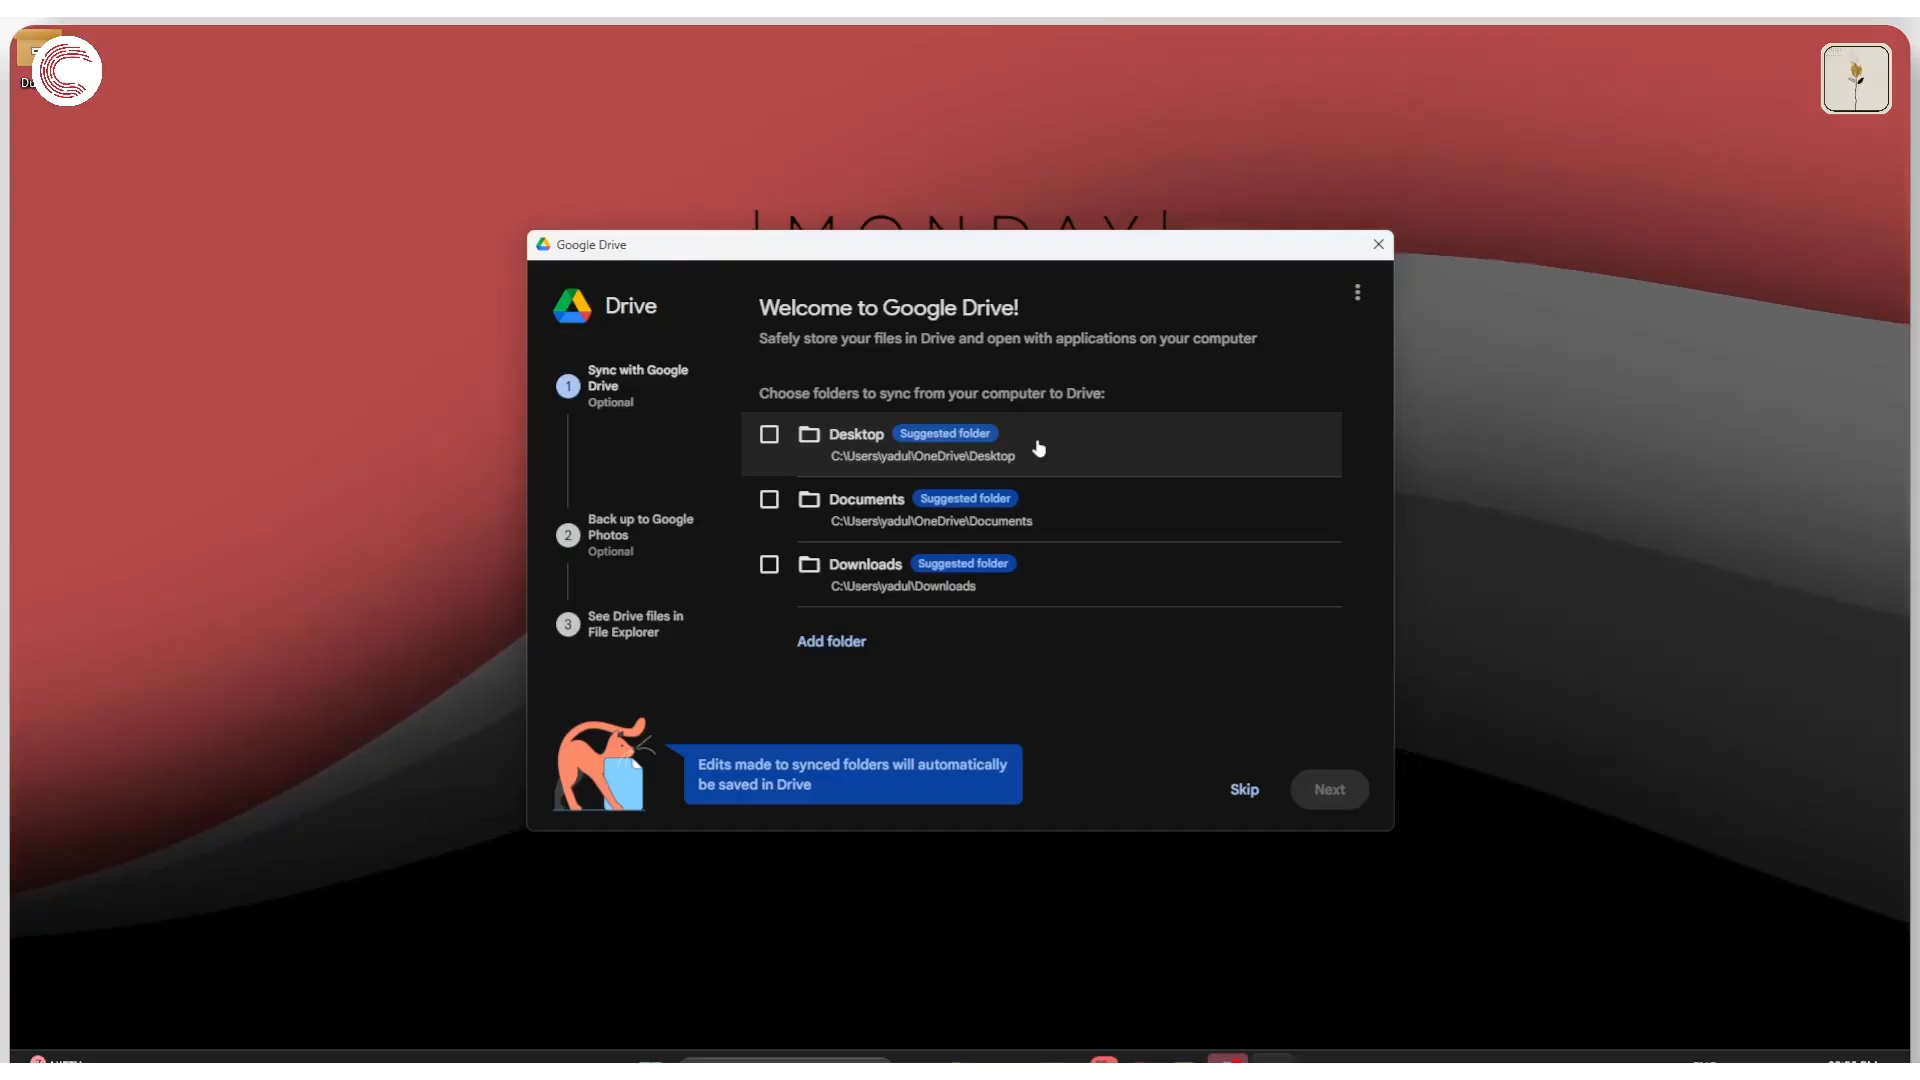 |MONDAY|
Google Drive
Drive
Welcome to Google Drive!
Safely store your files in Drive and open with applications on your computer
1
Sync with Google
Drive
Optional
Choose folders to sync from your computer to Drive:
Desktop Suggested folder
C:\Users\yadul\OneDrive\Desktop
Documents Suggested folder
C:\Users\yadul\OneDrive\Documents
2
Back up to Google
Photos
Optional
Downloads Suggested folder
C:\Users\yadul\Downloads
3
See Drive files in
File Explorer
Add folder
Edits made to synced folders will automatically
be saved in Drive
Skip
Next